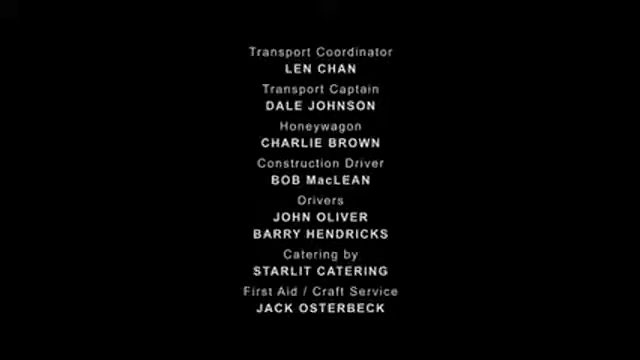 Transport Coordinator
LEN CHAN
Transport Captain
DALE JOHNSON
Honeywagon
CHARLIE BROWN
Construction Driver
BOB MacLEAN
Drivers
JOHN OLIVER
BARRY HENDRICKS
Catering by
STARLIT CATERING
First Aid / Craft Service
JACK OSTERBECK